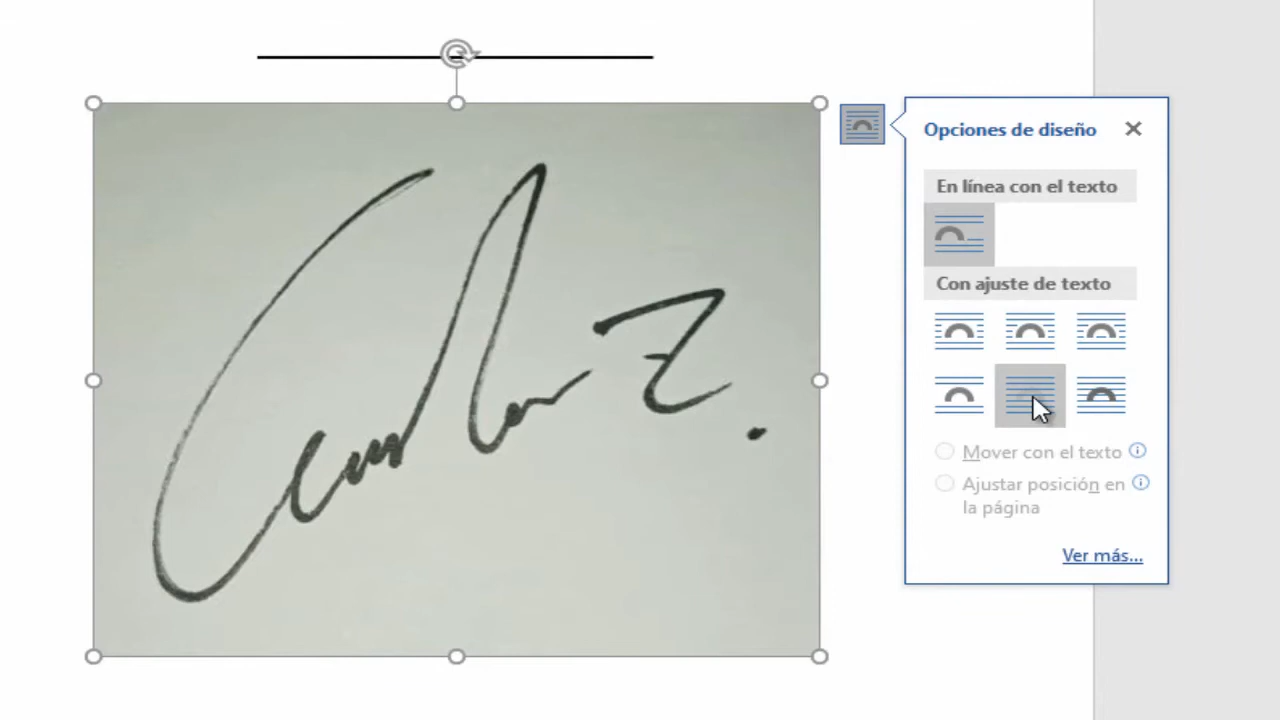 Opciones de diseño
En línea con el texto
Con ajuste de texto
Mover con el texto
Ajustar posición en
la página
Ver más...